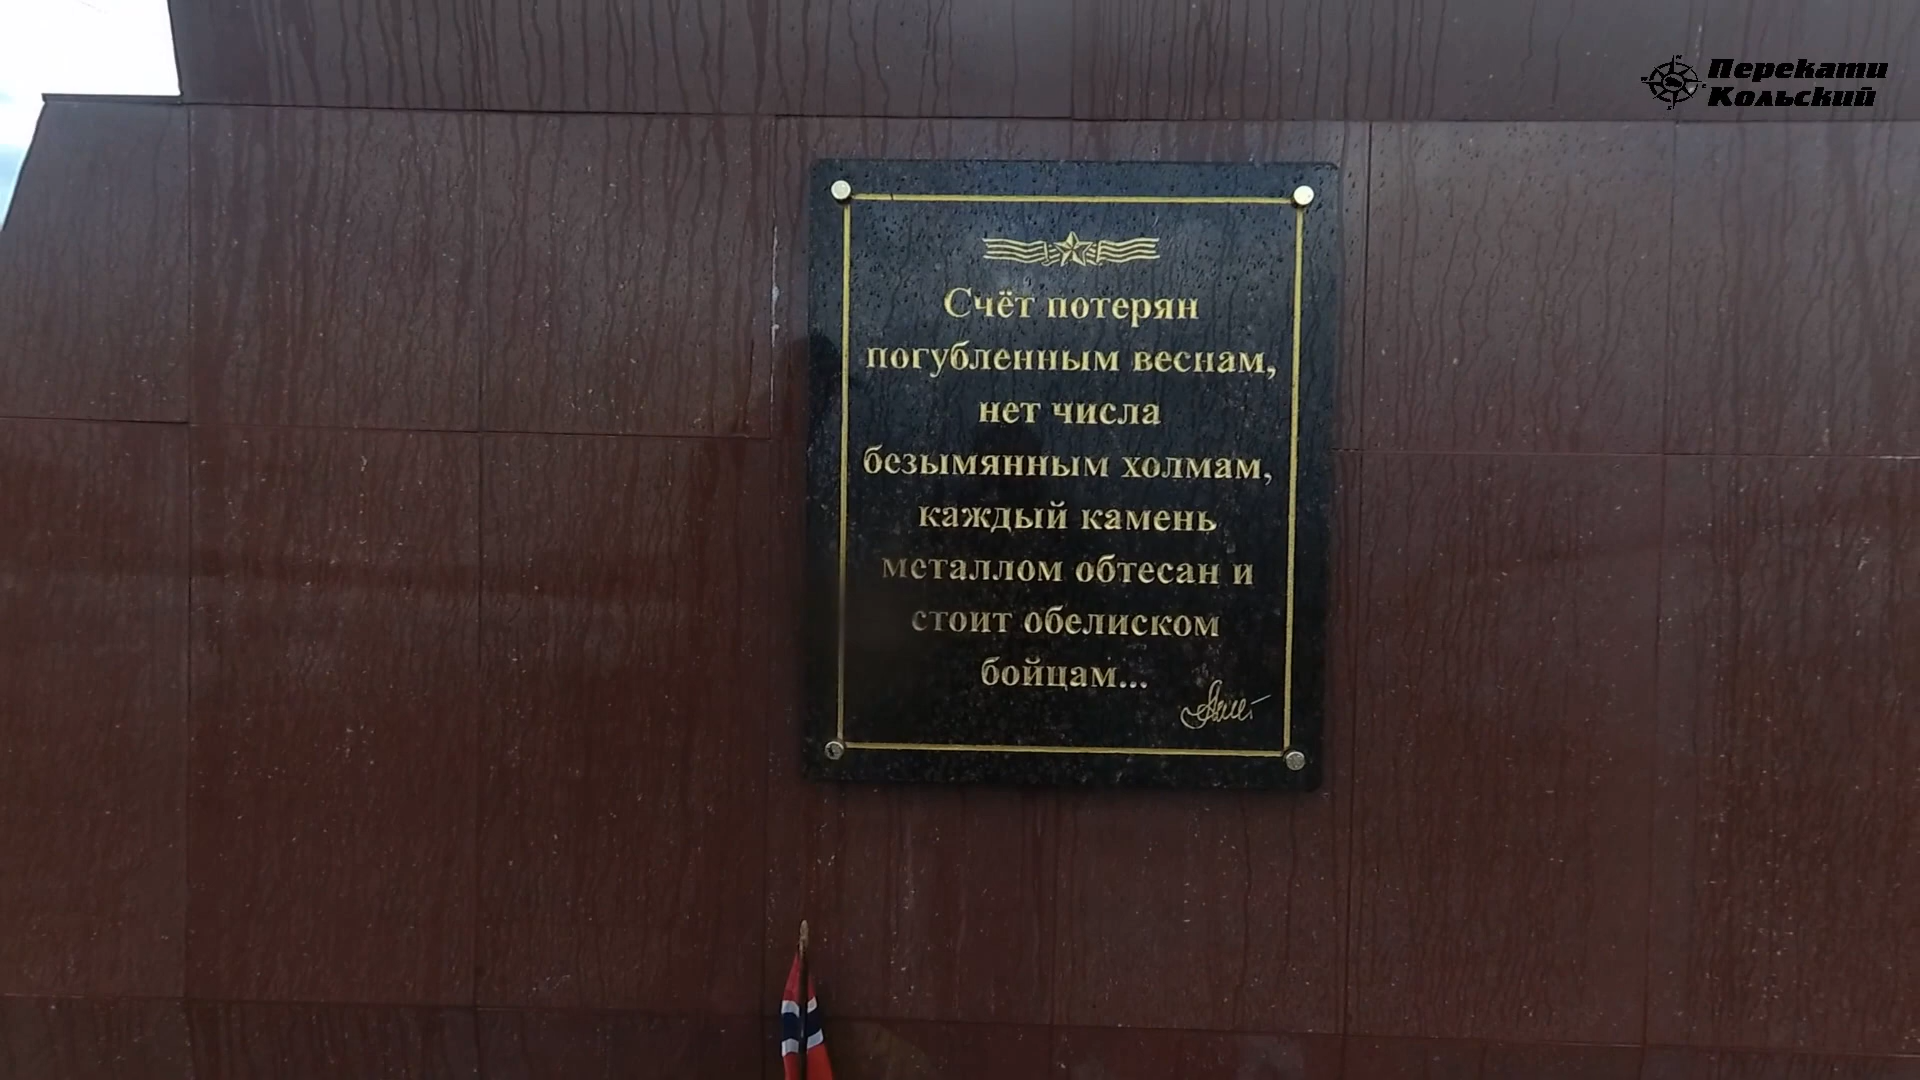 Перекати
Кольский
Счёт потерян
погубленным веснам,
нет числа
безымянным холмам,
каждый камень
металлом обтесан и
стоит обелиском
бойцам...